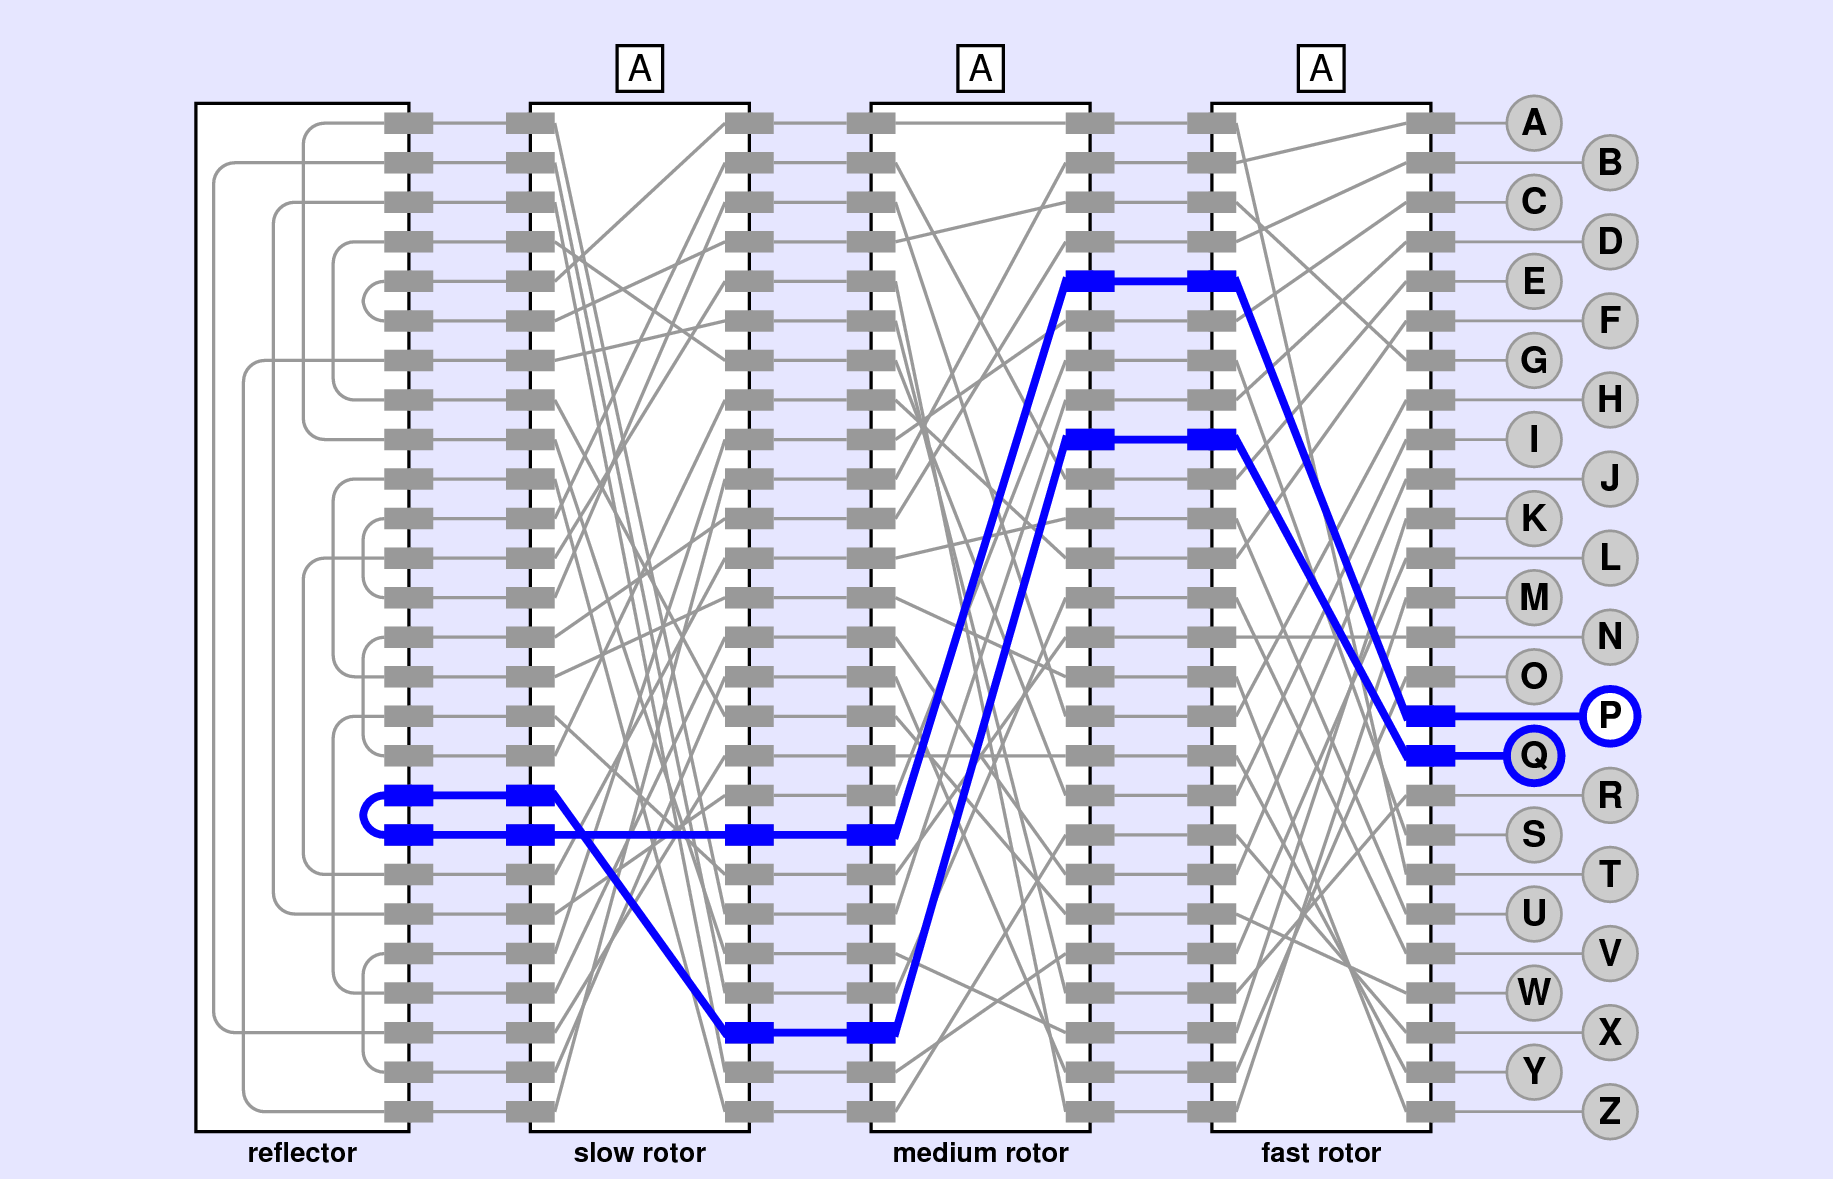 A A A
A
B
C
D
E
F
G
H
I
J
K
L
M
N
O
P
Q
R
S
T
U
V
W
X
Y
Z
reflector slow rotor medium rotor fast rotor